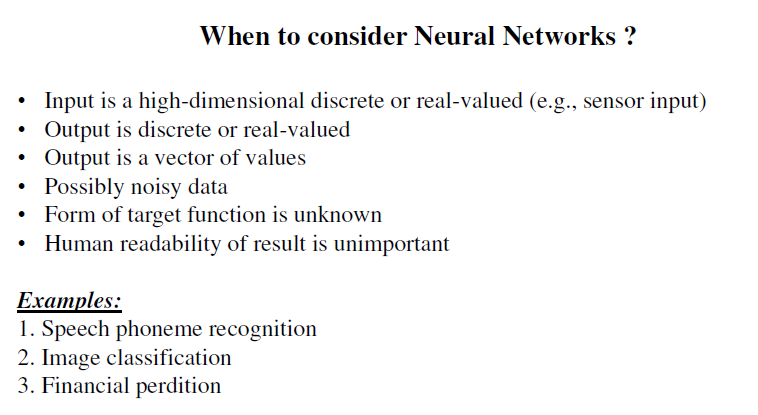 When to consider Neural Networks ?
• Input is a high-dimensional discrete or real-valued (e.g., sensor input)
• Output is discrete or real-valued
• Output is a vector of values
• Possibly noisy data
• Form of target function is unknown
• Human readability of result is unimportant
Examples:
1. Speech phoneme recognition
2. Image classification
3. Financial perdition